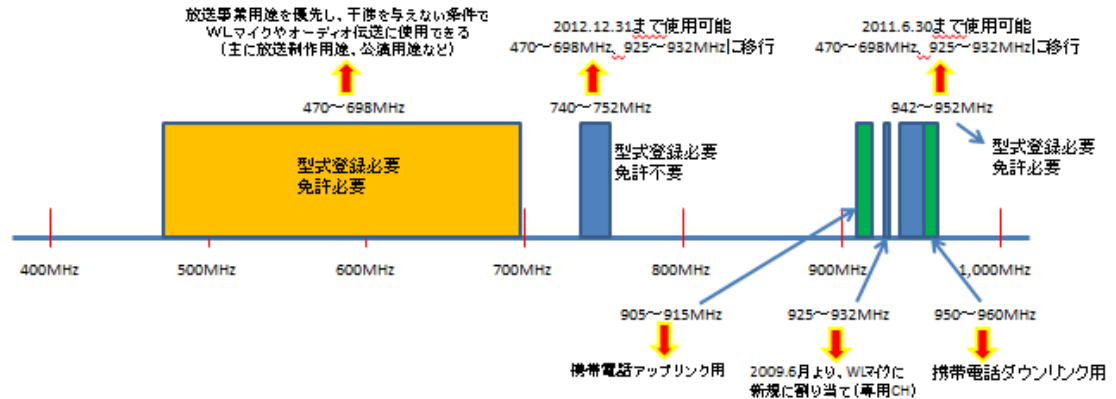 放送事業用途を優先し、干渉を与えない条件で
WLマイクやオーディオ伝送に使用できる
(主に放送制作用途、公演用途など)
2012.12.31まで使用可能
470～698MHz、925～932MHzに移行
2011.6.30まで使用可能
470～698MHz、925～932MHzに移行
470～698MHz
740～752MHz
942～952MHz
型式登録必要
免許必要
型式登録必要
免許不要
型式登録必要
免許必要
400MHz
500MHz
600MHz
700MHz
800MHz
900MHz
1,000MHz
905～915MHz
925～932MHz
950～960MHz
携帯電話アップリンク用
2009.6月より、WLマイクに
新規に割り当て(専用CH)
携帯電話ダウンリンク用